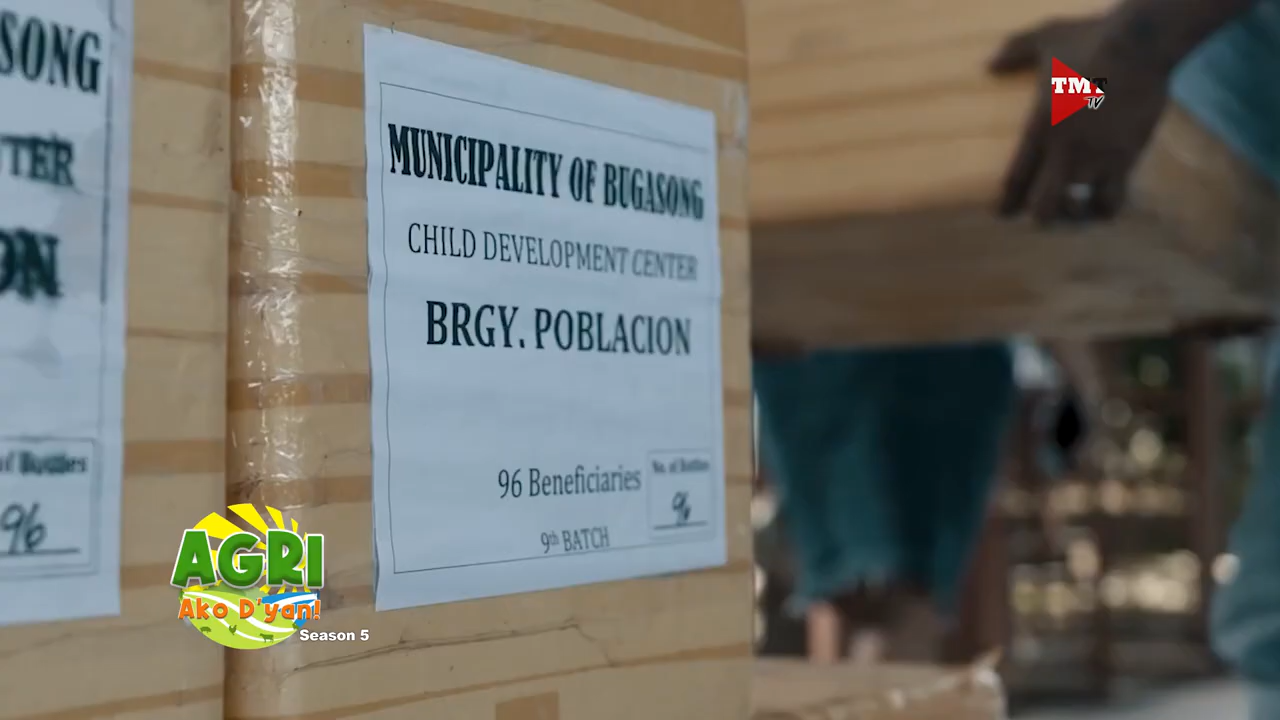 SONG
TER
ON
of Bottles
96
MUNICIPALITY OF BUGASONG
CHILD DEVELOPMENT CENTER
BRGY. POBLACION
96 Beneficiaries
No. of Bottles
96
9th BATCH
TMT
TV
AGRI
Ako D'yan!
Season 5